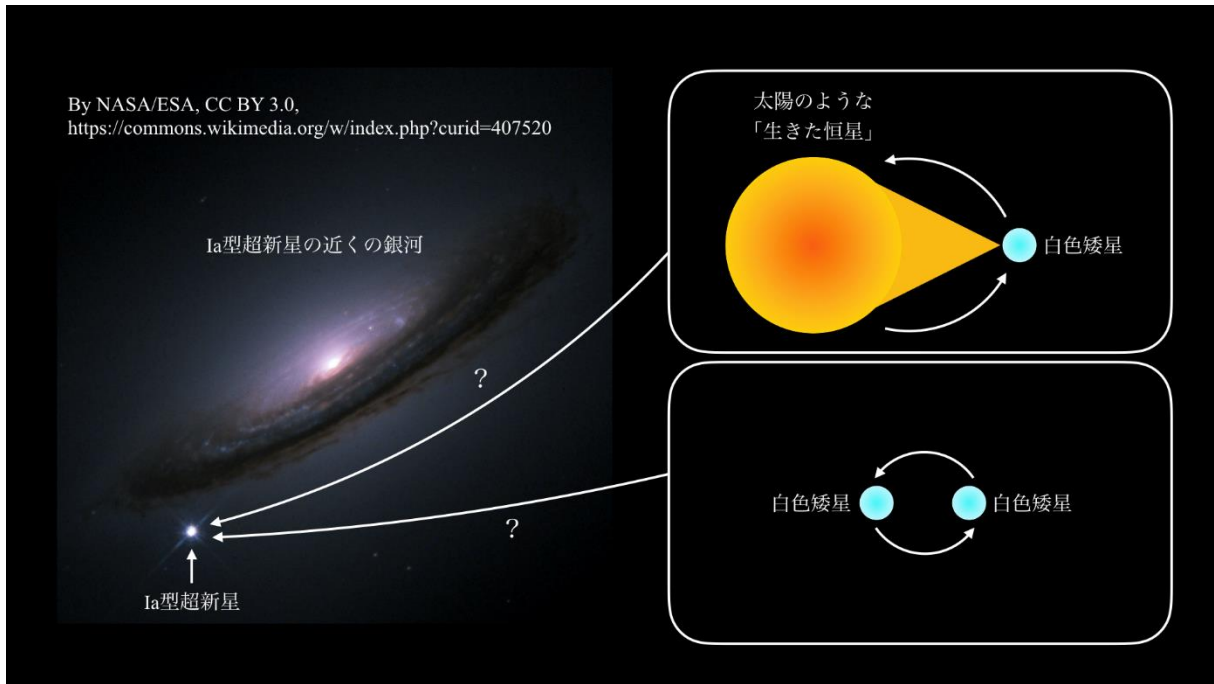 By NASA/ESA, CC BY 3.0,
https://commons.wikimedia.org/w/index.php?curid=407520
Ia型超新星の近くの銀河
?
?
Ia型超新星
太陽のような
「生きた恒星」
白色矮星
白色矮星
白色矮星